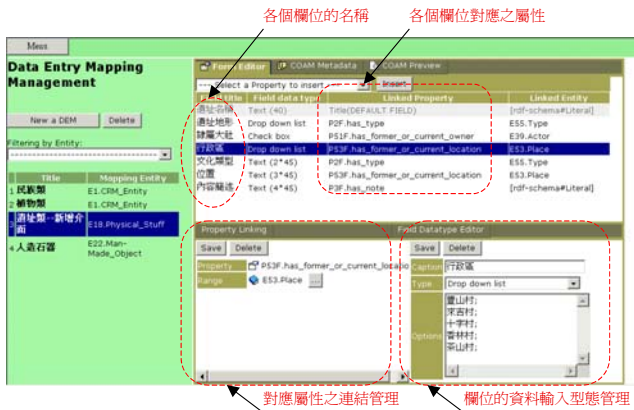 各個欄位的名稱 各個欄位對應之屬性
Menu
Data Entry Mapping Management
New a DEM Delete
Filtering by Entity:
Title Mapping Entity
1 民族類 E1.CRM_Entity
2 植物類 E1.CRM_Entity
3 遺址類--新增介面 E18.Physical_Stuff
4 人造石器 E22.Man-Made_Object
Form Editor COAM Metadata COAM Preview
--- Select a Property to insert --- Insert
Field Title Field data type Linked Property Linked Entity
遺址名稱 Text (40) Title(DEFAULT FIELD) [rdf-schema#Literal]
遺址地形 Drop down list P2F.has_type E55.Type
隸屬大社 Check box P51F.has_former_or_current_owner E39.Actor
行政區 Drop down list P53F.has_former_or_current_location E53.Place
文化類型 Text (2*45) P2F.has_type E55.Type
位置 Text (3*45) P53F.has_former_or_current_location E53.Place
內容簡述 Text (4*45) P3F.has_note [rdf-schema#Literal]
Property Linking
Save Delete
Property P53F.has_former_or_current_locatio
Range E53.Place ...
Field Datatype Editor
Save Delete
Caption 行政區
Type Drop down list
Options 豐山村;
來吉村;
十字村;
香林村;
茶山村;
對應屬性之連結管理 欄位的資料輸入型態管理